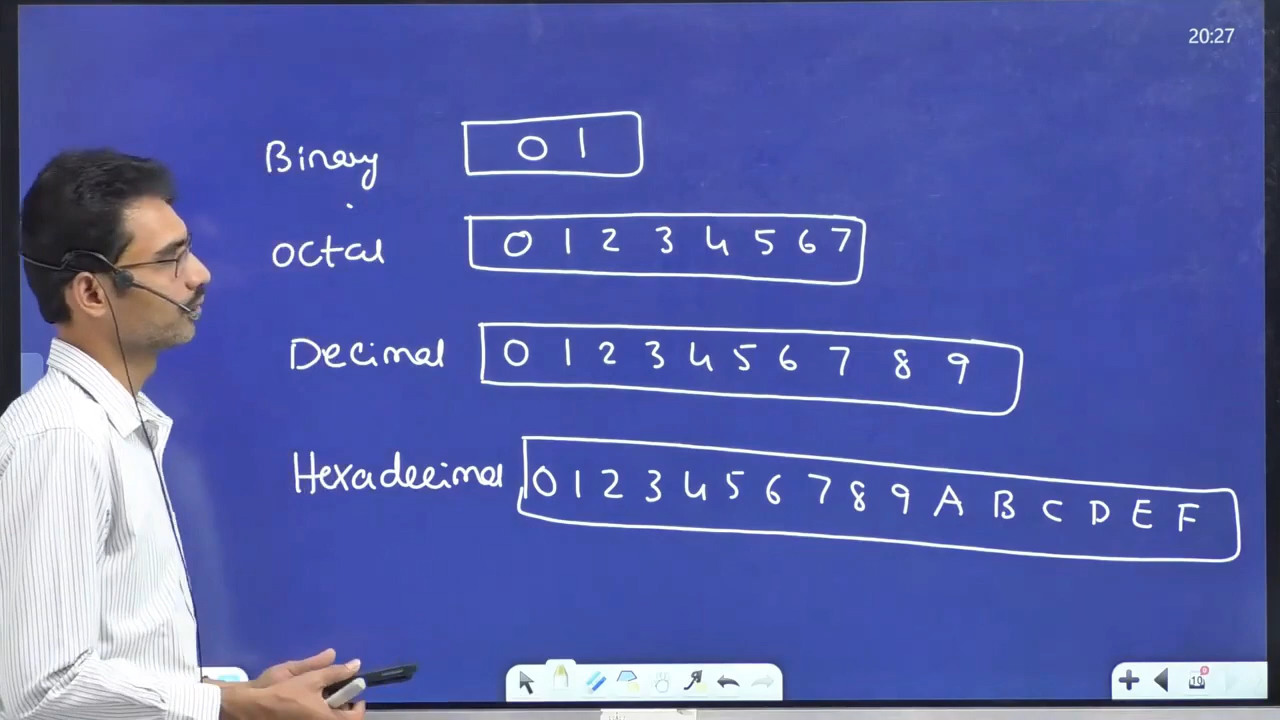 20:27
Binary 0 1
octal 0 1 2 3 4 5 6 7
Decimal 0 1 2 3 4 5 6 7 8 9
Hexadecimal 0 1 2 3 4 5 6 7 8 9 A B C D E F
10